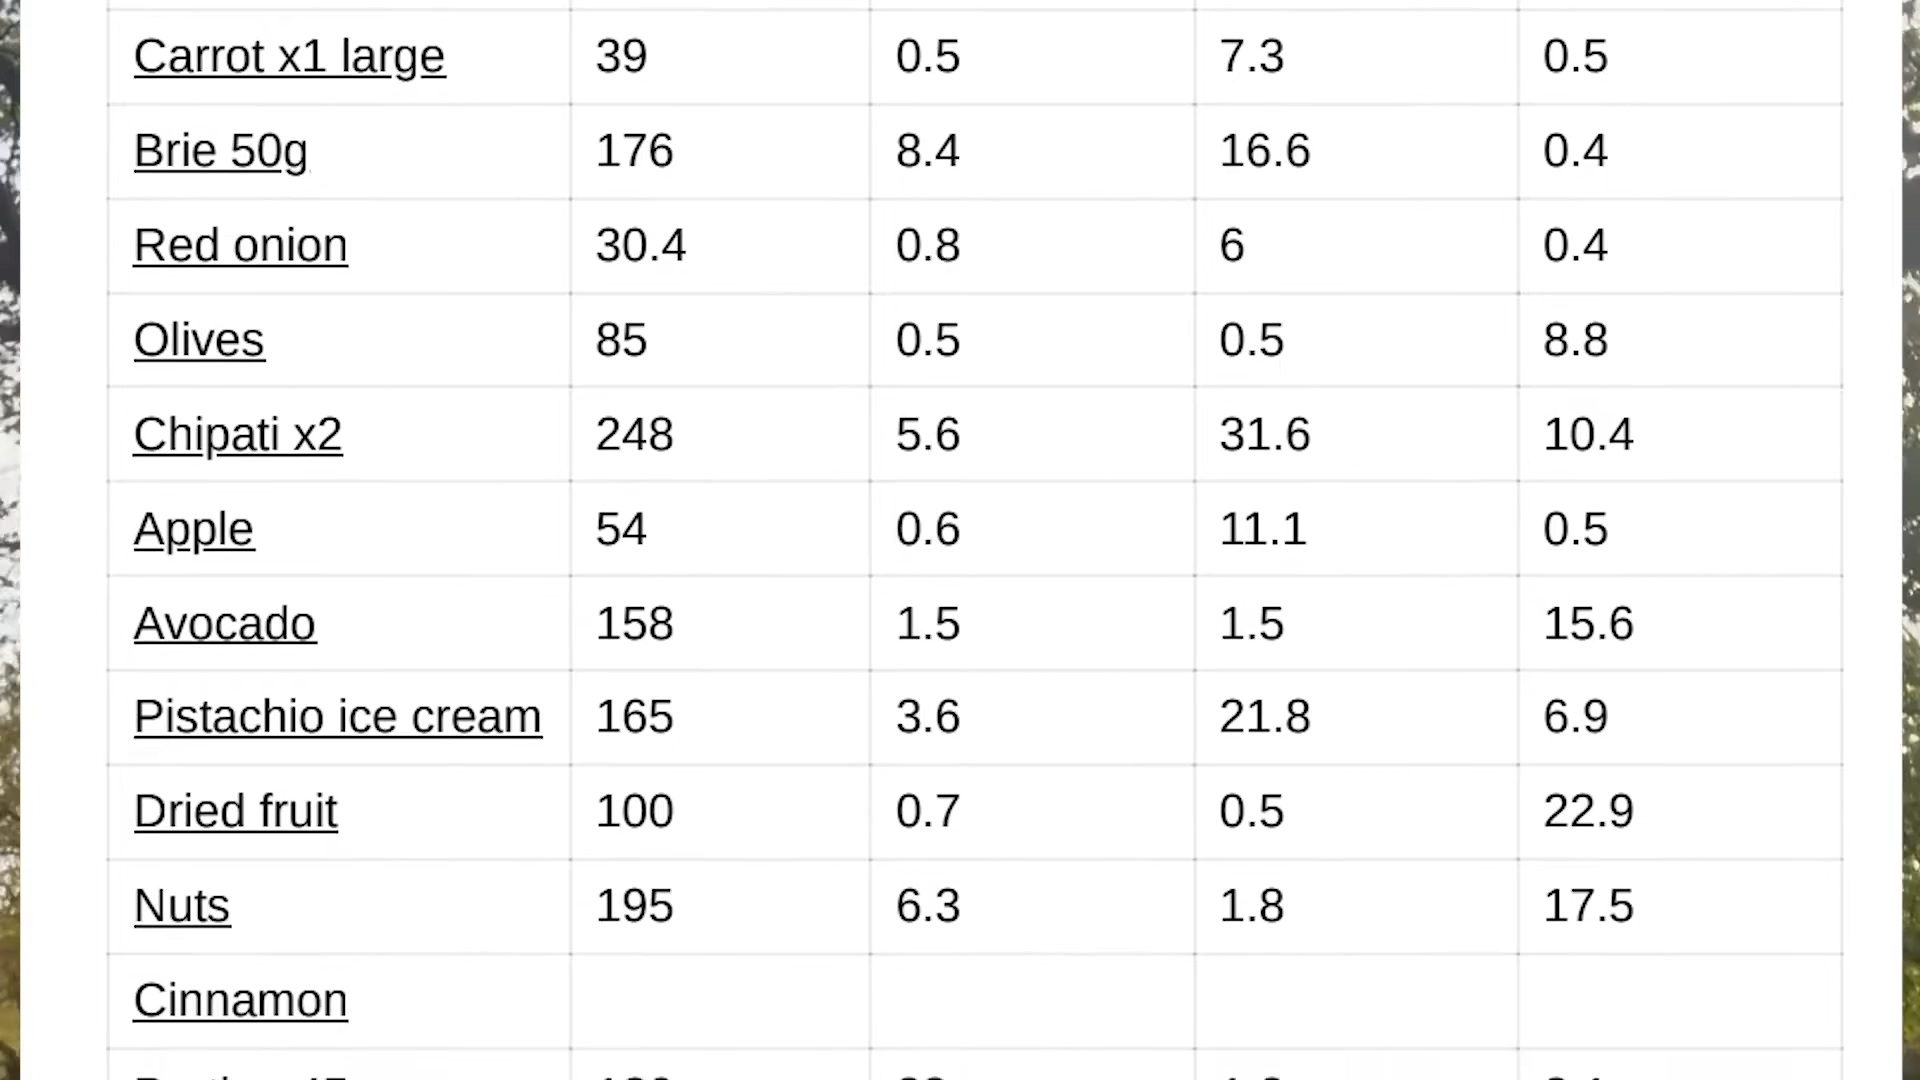 Carrot x1 large 39 0.5 7.3 0.5
Brie 50g 176 8.4 16.6 0.4
Red onion 30.4 0.8 6 0.4
Olives 85 0.5 0.5 8.8
Chipati x2 248 5.6 31.6 10.4
Apple 54 0.6 11.1 0.5
Avocado 158 1.5 1.5 15.6
Pistachio ice cream 165 3.6 21.8 6.9
Dried fruit 100 0.7 0.5 22.9
Nuts 195 6.3 1.8 17.5
Cinnamon